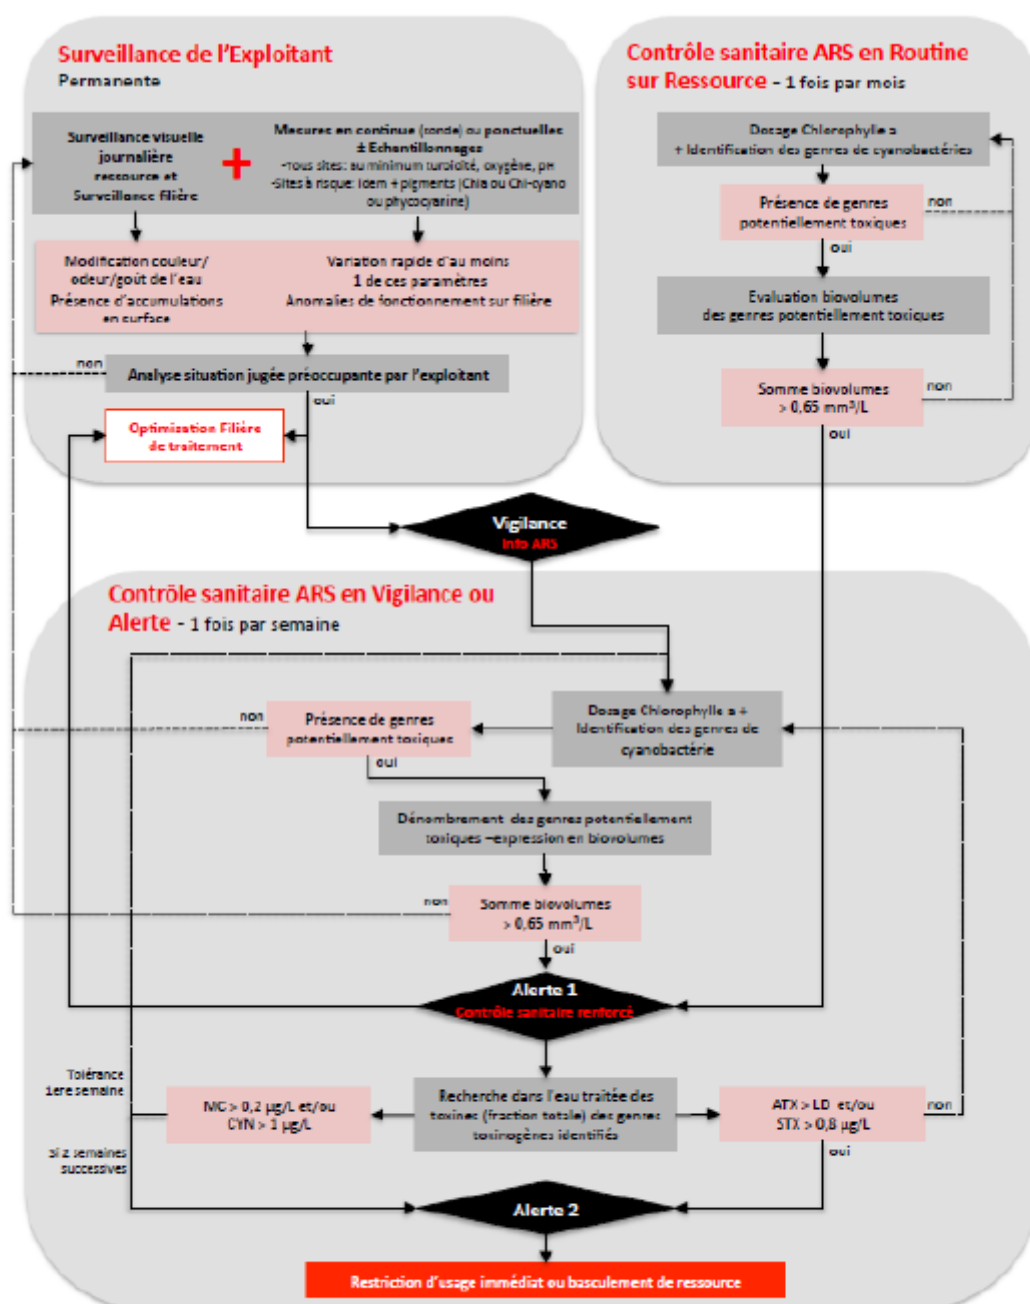 Surveillance de l'Exploitant
Permanente
Surveillance visuelle
journalière
ressource et
Surveillance filière
+
Mesures en continue (sonde) ou ponctuelles
± Echantillonnages
-Tous sites: au minimum turbidité, oxygène, pH
-Sites à risque: idem + pigments (Chla ou Chl-cyano
ou phycocyanine)
Modification couleur/
odeur/goût de l'eau
Présence d'accumulations
en surface
Variation rapide d'au moins
1 de ces paramètres
Anomalies de fonctionnement sur filière
non
Analyse situation jugée préoccupante par l'exploitant
oui
Optimization Filière
de traitement
Contrôle sanitaire ARS en Routine
sur Ressource - 1 fois par mois
Dosage Chlorophylle a
+ Identification des genres de cyanobactéries
Présence de genres
potentiellement toxiques
non
oui
Evaluation biovolumes
des genres potentiellement toxiques
Somme biovolumes
> 0,65 mm³/L
non
oui
Vigilance
Info ARS
Contrôle sanitaire ARS en Vigilance ou
Alerte - 1 fois par semaine
Dosage Chlorophylle a +
Identification des genres de
cyanobactérie
non
Présence de genres
potentiellement toxiques
oui
Dénombrement des genres potentiellement
toxiques –expression en biovolumes
non
Somme biovolumes
> 0,65 mm³/L
oui
Alerte 1
Contrôle sanitaire renforcé
Tolérance
1ere semaine
MC > 0,2 µg/L et/ou
CYN > 1 µg/L
Recherche dans l'eau traitée des
toxines (fraction totale) des genres
toxinogènes identifiés
ATX > LD et/ou
STX > 0,8 µg/L
non
oui
Si 2 semaines
successives
Alerte 2
Restriction d'usage immédiat ou basculement de ressource